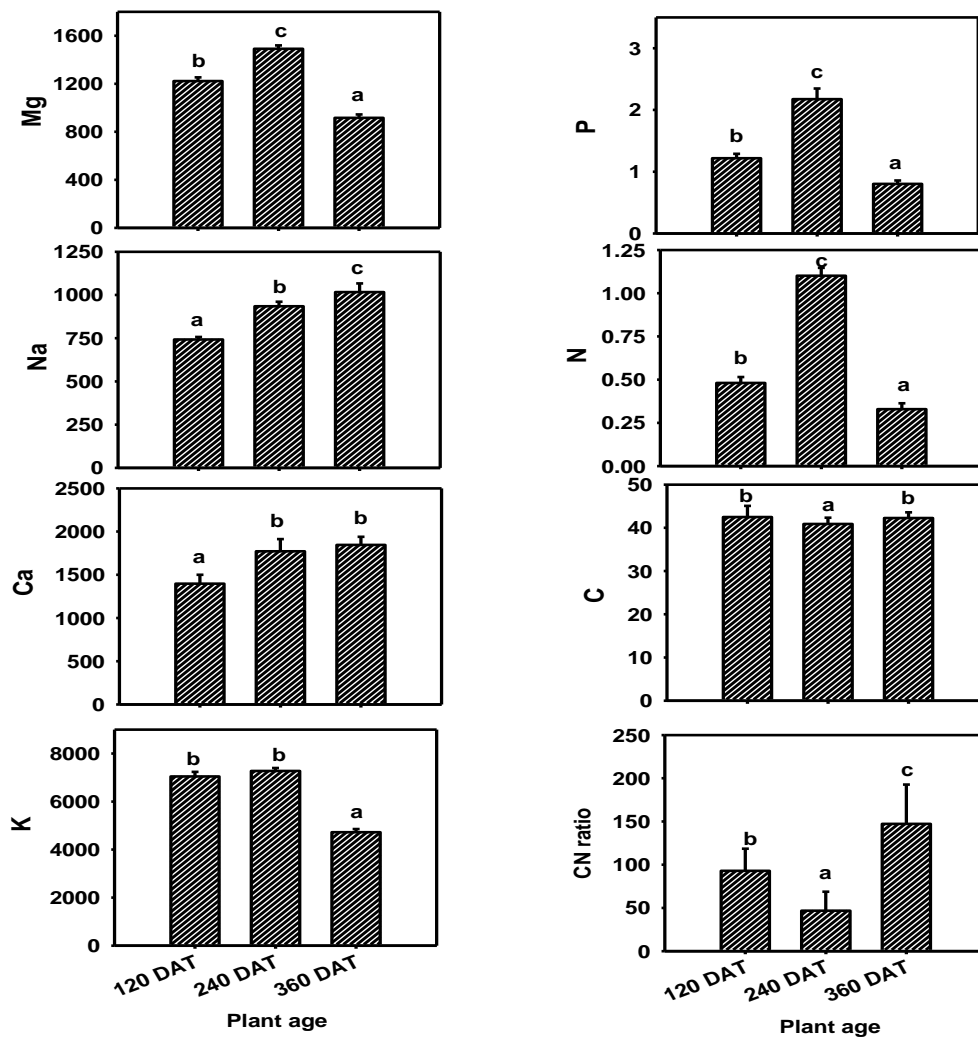 Mg
1600
1200
800
400
0
b
c
a
Na
1250
1000
750
500
250
0
a
b
c
Ca
2500
2000
1500
1000
500
0
a
b
b
K
8000
6000
4000
2000
0
b
b
a
120 DAT
240 DAT
360 DAT
Plant age
P
3
2
1
0
b
c
a
N
1.25
1.00
0.50
0.25
0.00
b
c
a
C
50
40
30
20
10
0
b
a
b
CN ratio
250
200
150
100
50
0
b
a
c
120 DAT
240 DAT
360 DAT
Plant age